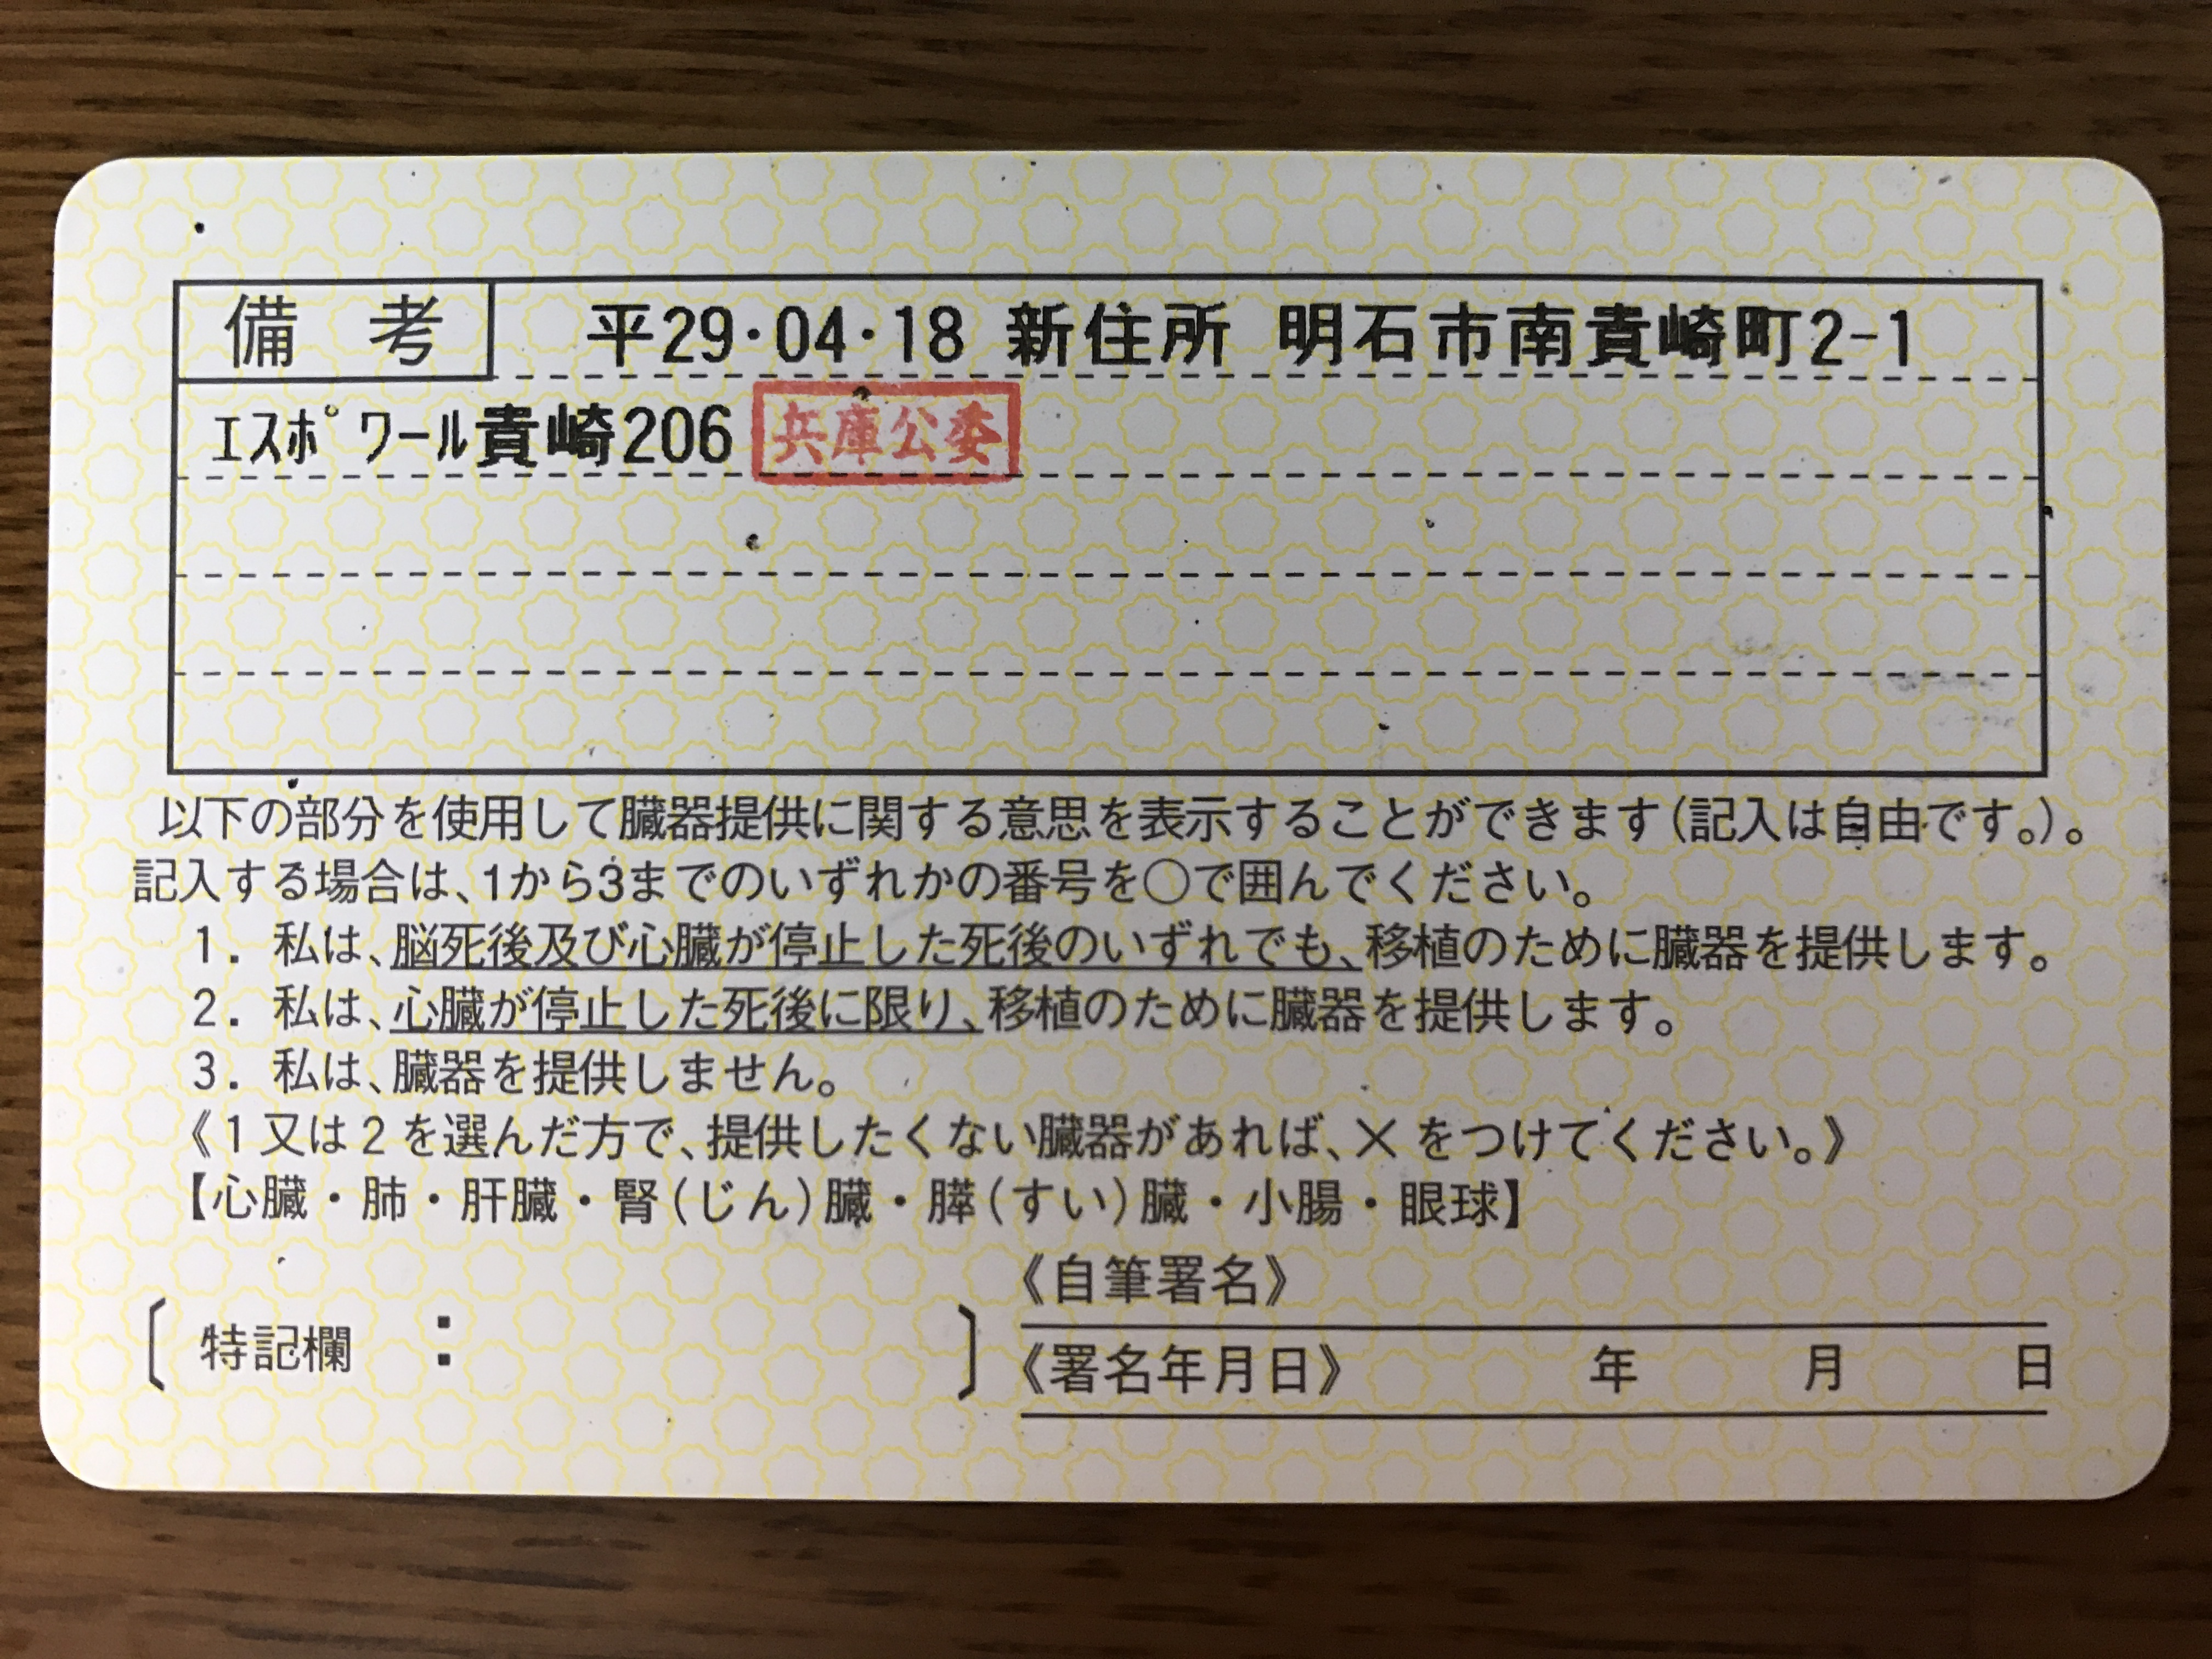 備考 平29・04・18 新住所 明石市南貴崎町2-1
ｴｽﾎﾟﾜｰﾙ貴崎206 兵庫公委
以下の部分を使用して臓器提供に関する意思を表示することができます(記入は自由です。)。
記入する場合は、1から3までのいずれかの番号を○で囲んでください。
1. 私は、脳死後及び心臓が停止した死後のいずれでも、移植のために臓器を提供します。
2. 私は、心臓が停止した死後に限り、移植のために臓器を提供します。
3. 私は、臓器を提供しません。
《1又は2を選んだ方で、提供したくない臓器があれば、×をつけてください。》
【心臓・肺・肝臓・腎(じん)臓・膵(すい)臓・小腸・眼球】
《自筆署名》
〔特記欄 : 〕
《署名年月日》 年 月 日